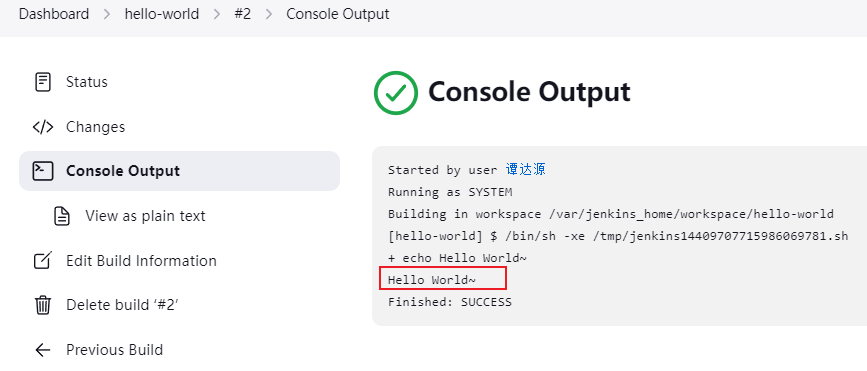 Dashboard > hello-world > #2 > Console Output
Status
Changes
Console Output
View as plain text
Edit Build Information
Delete build ‘#2’
Previous Build
Console Output
Started by user 谭达源
Running as SYSTEM
Building in workspace /var/jenkins_home/workspace/hello-world
[hello-world] $ /bin/sh -xe /tmp/jenkins14409707715986069781.sh
+ echo Hello World~
Hello World~
Finished: SUCCESS